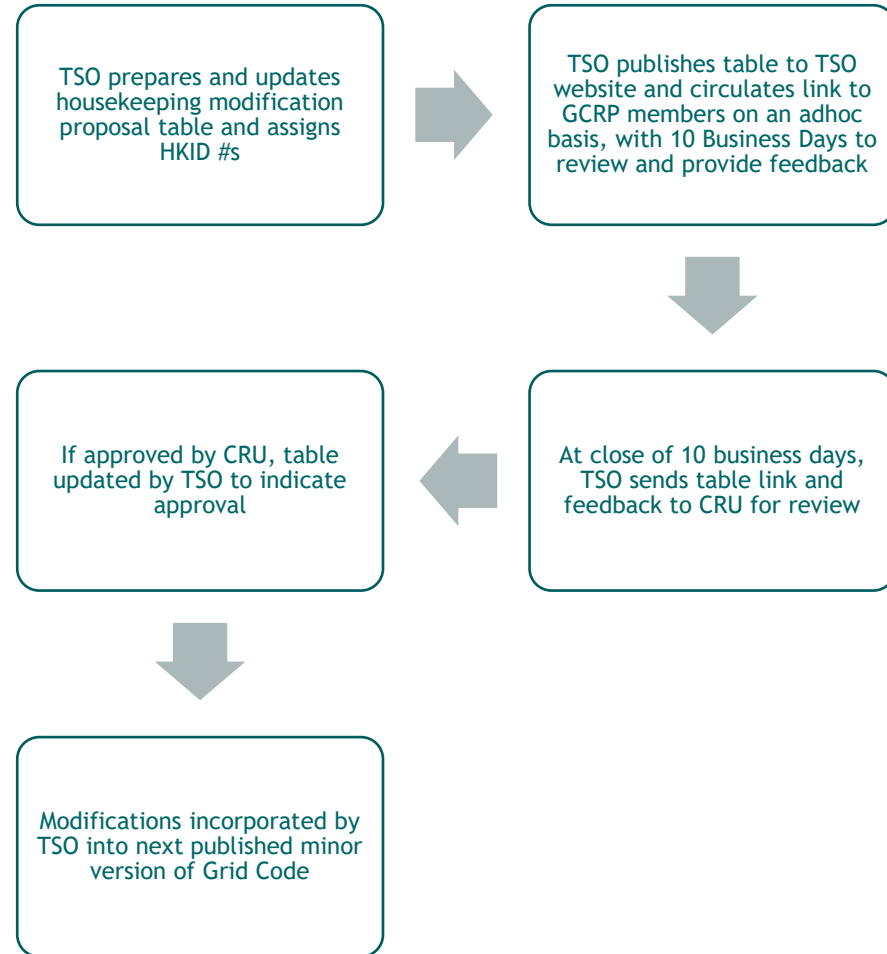 TSO prepares and updates
housekeeping modification
proposal table and assigns
HKID #s
TSO publishes table to TSO
website and circulates link to
GCRP members on an adhoc
basis, with 10 Business Days to
review and provide feedback
At close of 10 business days,
TSO sends table link and
feedback to CRU for review
If approved by CRU, table
updated by TSO to indicate
approval
Modifications incorporated by
TSO into next published minor
version of Grid Code